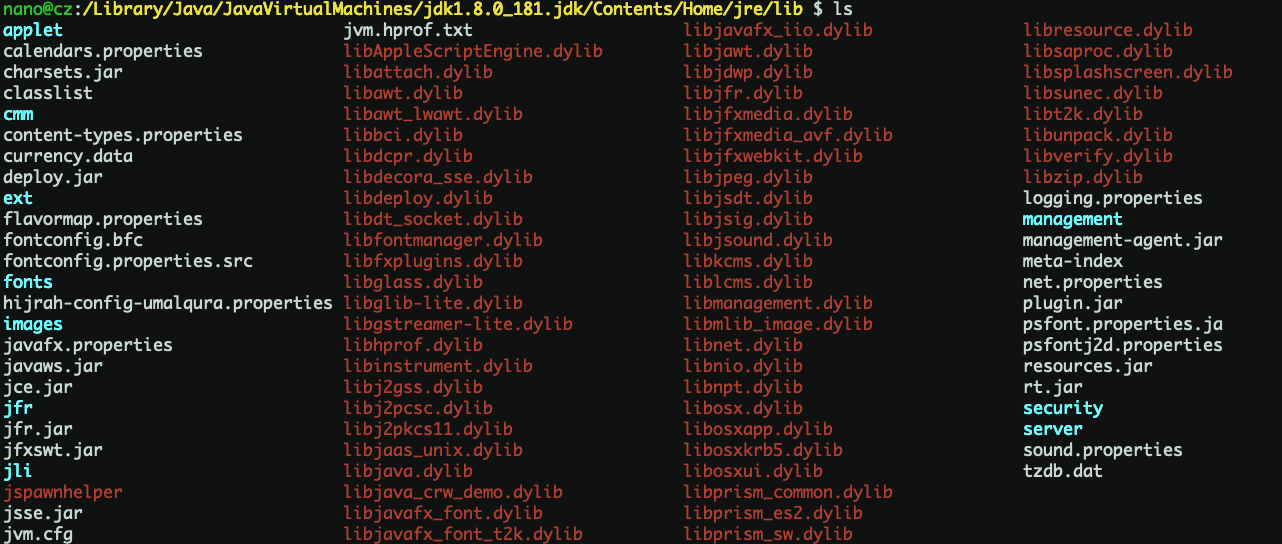 nano@cz:/Library/Java/JavaVirtualMachines/jdk1.8.0_181.jdk/Contents/Home/jre/lib $ ls
applet jvm.hprof.txt libjavafx_iio.dylib libresource.dylib
calendars.properties libAppleScriptEngine.dylib libjawt.dylib libsaproc.dylib
charsets.jar libattach.dylib libjdwp.dylib libsplashscreen.dylib
classlist libawt.dylib libjfr.dylib libsunec.dylib
cmm libawt_lwawt.dylib libjfxmedia.dylib libt2k.dylib
content-types.properties libbci.dylib libjfxmedia_avf.dylib libunpack.dylib
currency.data libdcpr.dylib libjfxwebkit.dylib libverify.dylib
deploy.jar libdecora_sse.dylib libjpeg.dylib libzip.dylib
ext libdeploy.dylib libjsdt.dylib logging.properties
flavormap.properties libdt_socket.dylib libjsig.dylib management
fontconfig.bfc libfontmanager.dylib libjsound.dylib management-agent.jar
fontconfig.properties.src libfxplugins.dylib libkcms.dylib meta-index
fonts libglass.dylib liblcms.dylib net.properties
hijrah-config-umalqura.properties libglib-lite.dylib libmanagement.dylib plugin.jar
images libgstreamer-lite.dylib libmlib_image.dylib psfont.properties.ja
javafx.properties libhprof.dylib libnet.dylib psfontj2d.properties
javaws.jar libinstrument.dylib libnio.dylib resources.jar
jce.jar libj2gss.dylib libnpt.dylib rt.jar
jfr libj2pcsc.dylib libosx.dylib security
jfr.jar libj2pkcs11.dylib libosxapp.dylib server
jfxswt.jar libjaas_unix.dylib libosxkrb5.dylib sound.properties
jli libjava.dylib libosxui.dylib tzdb.dat
jspawnhelper libjava_crw_demo.dylib libprism_common.dylib
jsse.jar libjavafx_font.dylib libprism_es2.dylib
jvm.cfg libjavafx_font_t2k.dylib libprism_sw.dylib